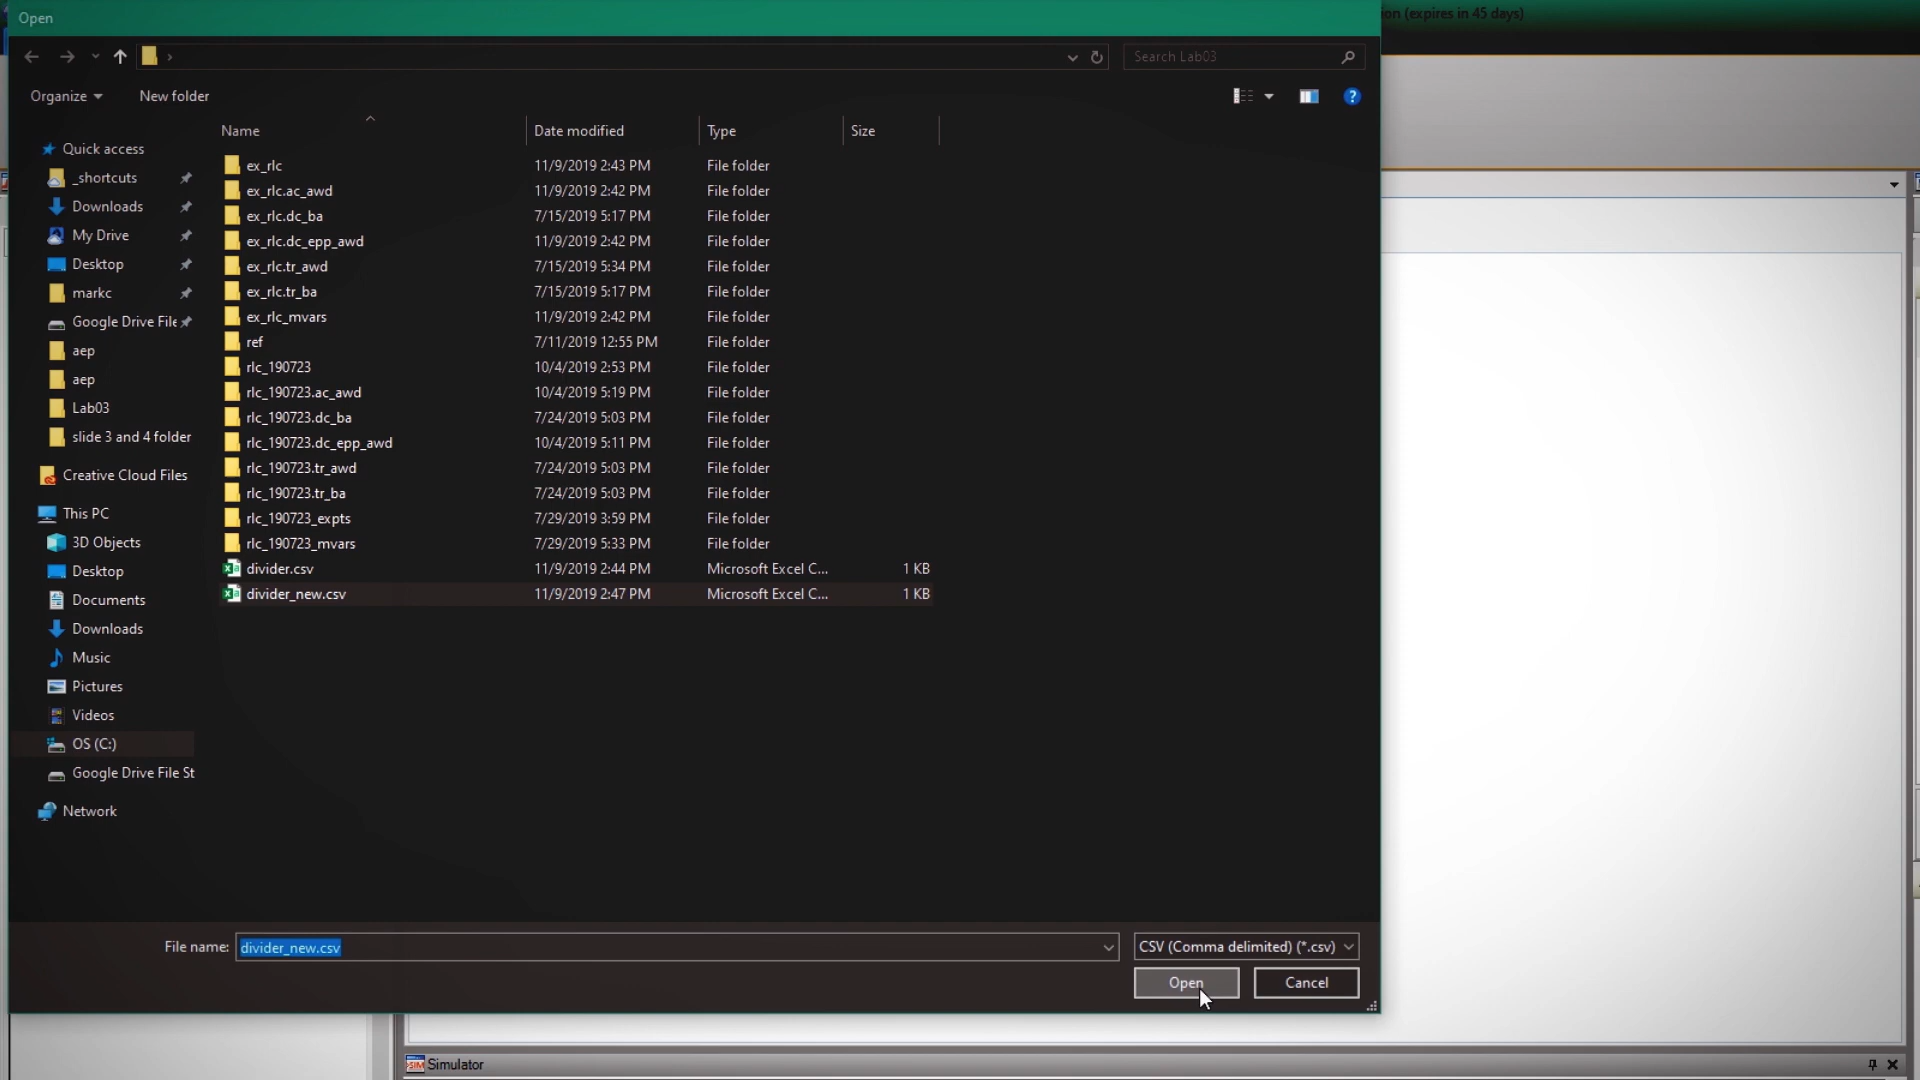 Open
on (expires in 45 days)
Search Lab03
Organize
New folder
Name
Date modified
Type
Size
Quick access
_shortcuts
Downloads
My Drive
Desktop
markc
Google Drive File
aep
aep
Lab03
slide 3 and 4 folder
Creative Cloud Files
This PC
3D Objects
Desktop
Documents
Downloads
Music
Pictures
Videos
OS (C:)
Google Drive File St
Network
ex_rlc 11/9/2019 2:43 PM File folder
ex_rlc.ac_awd 11/9/2019 2:42 PM File folder
ex_rlc.dc_ba 7/15/2019 5:17 PM File folder
ex_rlc.dc_epp_awd 11/9/2019 2:42 PM File folder
ex_rlc.tr_awd 7/15/2019 5:34 PM File folder
ex_rlc.tr_ba 7/15/2019 5:17 PM File folder
ex_rlc_mvars 11/9/2019 2:42 PM File folder
ref 7/11/2019 12:55 PM File folder
rlc_190723 10/4/2019 2:53 PM File folder
rlc_190723.ac_awd 10/4/2019 5:19 PM File folder
rlc_190723.dc_ba 7/24/2019 5:03 PM File folder
rlc_190723.dc_epp_awd 10/4/2019 5:11 PM File folder
rlc_190723.tr_awd 7/24/2019 5:03 PM File folder
rlc_190723.tr_ba 7/24/2019 5:03 PM File folder
rlc_190723_expts 7/29/2019 3:59 PM File folder
rlc_190723_mvars 7/29/2019 5:33 PM File folder
divider.csv 11/9/2019 2:44 PM Microsoft Excel C... 1 KB
divider_new.csv 11/9/2019 2:47 PM Microsoft Excel C... 1 KB
File name: divider_new.csv
CSV (Comma delimited) (*.csv)
Open
Cancel
Simulator